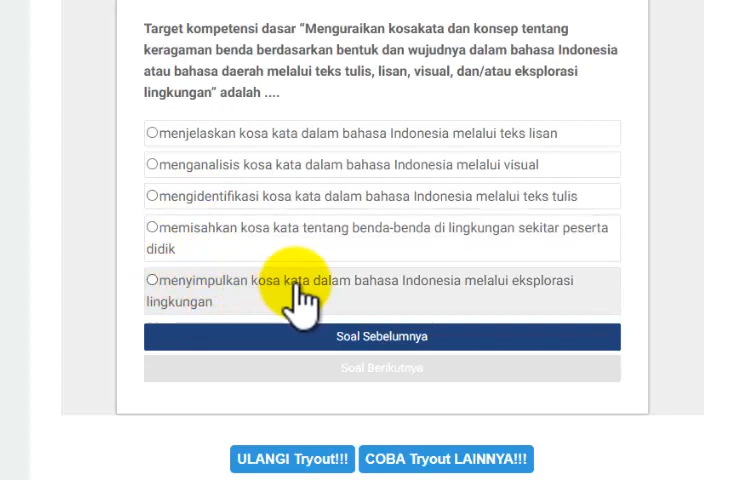 Target kompetensi dasar “Menguraikan kosakata dan konsep tentang
keragaman benda berdasarkan bentuk dan wujudnya dalam bahasa Indonesia
atau bahasa daerah melalui teks tulis, lisan, visual, dan/atau eksplorasi
lingkungan” adalah ....
menjelaskan kosa kata dalam bahasa Indonesia melalui teks lisan
menganalisis kosa kata dalam bahasa Indonesia melalui visual
mengidentifikasi kosa kata dalam bahasa Indonesia melalui teks tulis
memisahkan kosa kata tentang benda-benda di lingkungan sekitar peserta
didik
menyimpulkan kosa kata dalam bahasa Indonesia melalui eksplorasi
lingkungan
Soal Sebelumnya
Soal Berikutnya
ULANGI Tryout!!! COBA Tryout LAINNYA!!!